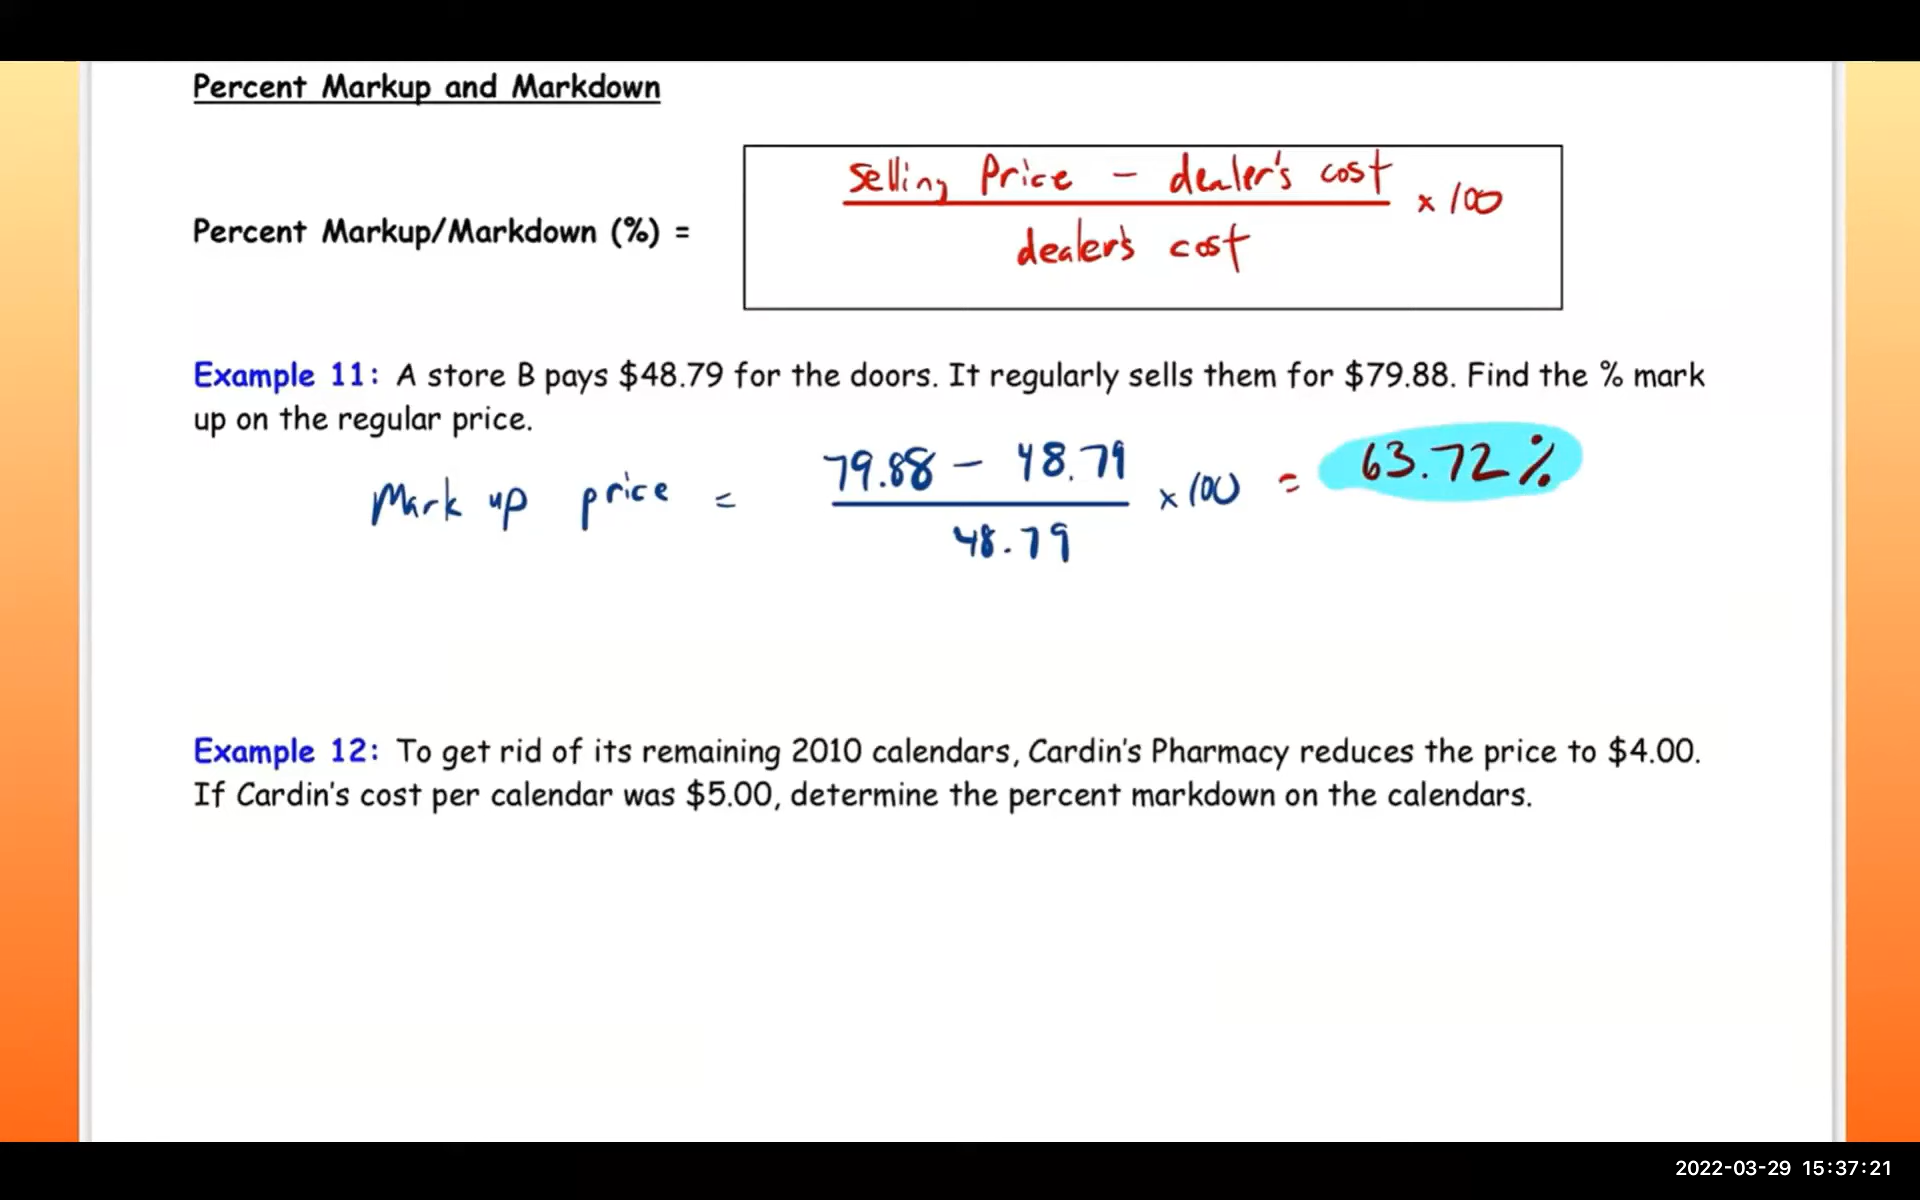 Percent Markup and Markdown
Selling Price - dealer's cost
x 100
Percent Markup/Markdown (%) =
dealer's cost
Example 11: A store B pays $48.79 for the doors. It regularly sells them for $79.88. Find the % mark
up on the regular price.
Mark up price = 79.88 - 48.79 x 100 = 63.72%
48.79
Example 12: To get rid of its remaining 2010 calendars, Cardin's Pharmacy reduces the price to $4.00.
If Cardin's cost per calendar was $5.00, determine the percent markdown on the calendars.
2022-03-29 15:37:21